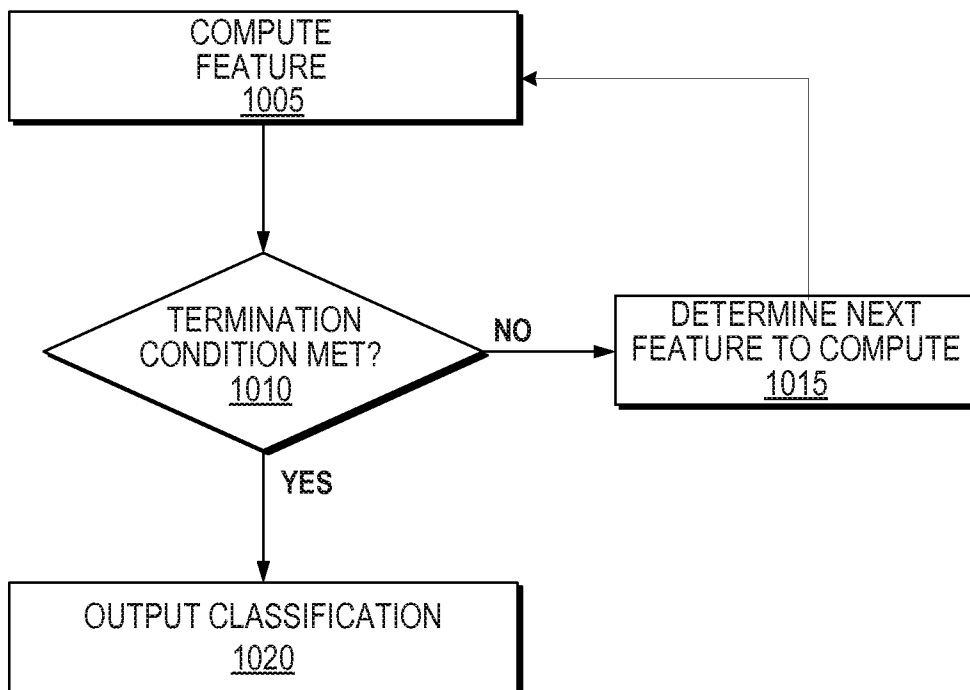 COMPUTE
FEATURE
1005
TERMINATION
CONDITION MET?
1010
NO
DETERMINE NEXT
FEATURE TO COMPUTE
1015
YES
OUTPUT CLASSIFICATION
1020